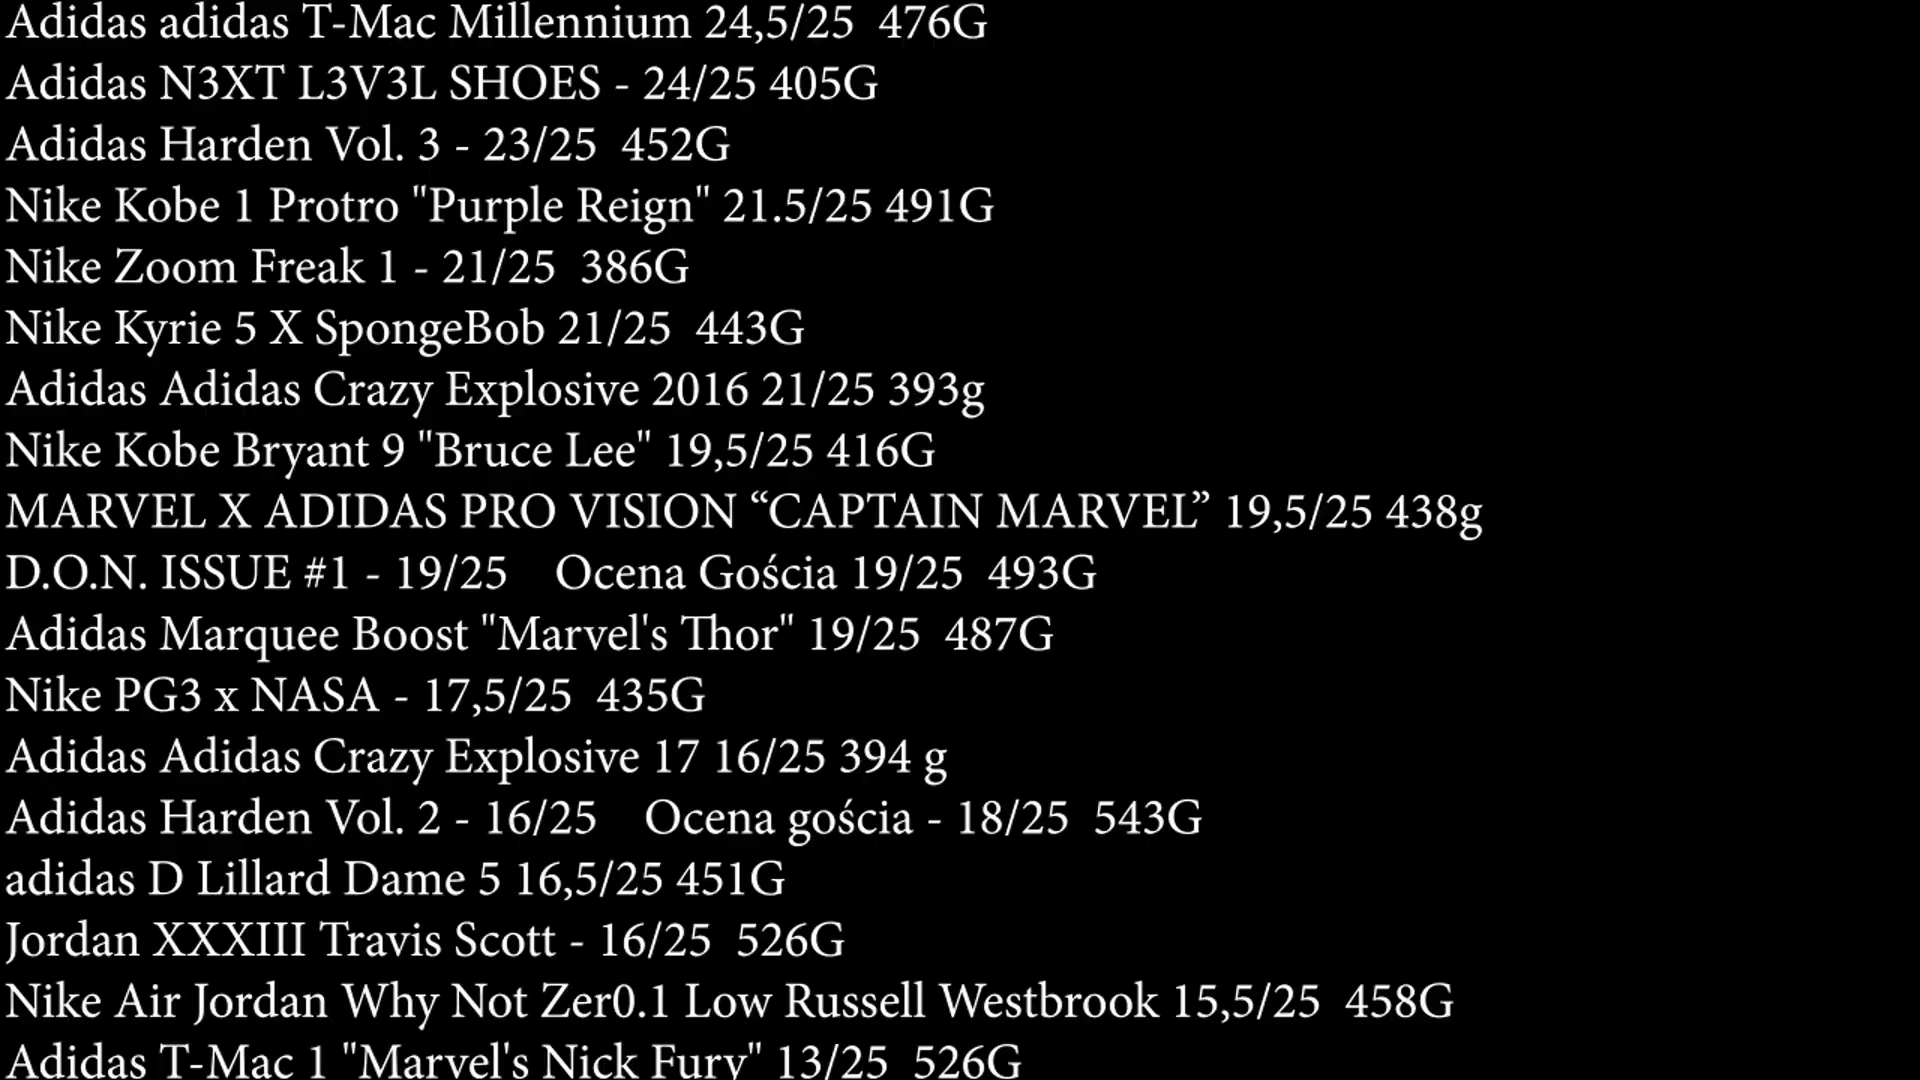 Adidas adidas T-Mac Millennium 24,5/25  476G
Adidas N3XT L3V3L SHOES - 24/25 405G
Adidas Harden Vol. 3 - 23/25  452G
Nike Kobe 1 Protro "Purple Reign" 21.5/25 491G
Nike Zoom Freak 1 - 21/25  386G
Nike Kyrie 5 X SpongeBob 21/25  443G
Adidas Adidas Crazy Explosive 2016 21/25 393g
Nike Kobe Bryant 9 "Bruce Lee" 19,5/25 416G
MARVEL X ADIDAS PRO VISION “CAPTAIN MARVEL” 19,5/25 438g
D.O.N. ISSUE #1 - 19/25    Ocena Gościa 19/25  493G
Adidas Marquee Boost "Marvel's Thor" 19/25  487G
Nike PG3 x NASA - 17,5/25  435G
Adidas Adidas Crazy Explosive 17 16/25 394 g
Adidas Harden Vol. 2 - 16/25    Ocena gościa - 18/25  543G
adidas D Lillard Dame 5 16,5/25 451G
Jordan XXXIII Travis Scott - 16/25  526G
Nike Air Jordan Why Not Zer0.1 Low Russell Westbrook 15,5/25  458G
Adidas T-Mac 1 "Marvel's Nick Fury" 13/25  526G